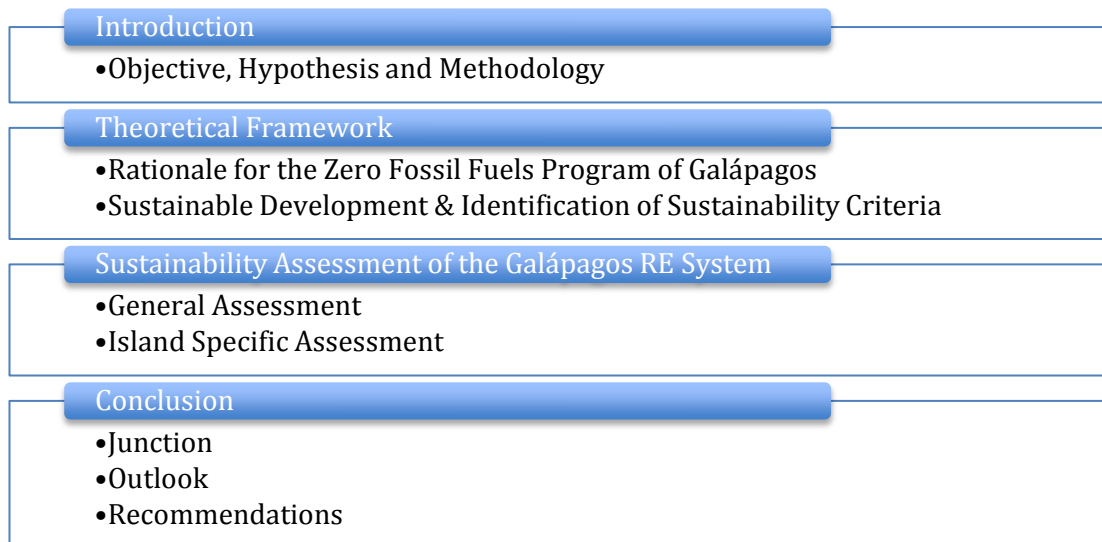 Introduction
•Objective, Hypothesis and Methodology
Theoretical Framework
•Rationale for the Zero Fossil Fuels Program of Galápagos
•Sustainable Development & Identification of Sustainability Criteria
Sustainability Assessment of the Galápagos RE System
•General Assessment
•Island Specific Assessment
Conclusion
•Junction
•Outlook
•Recommendations